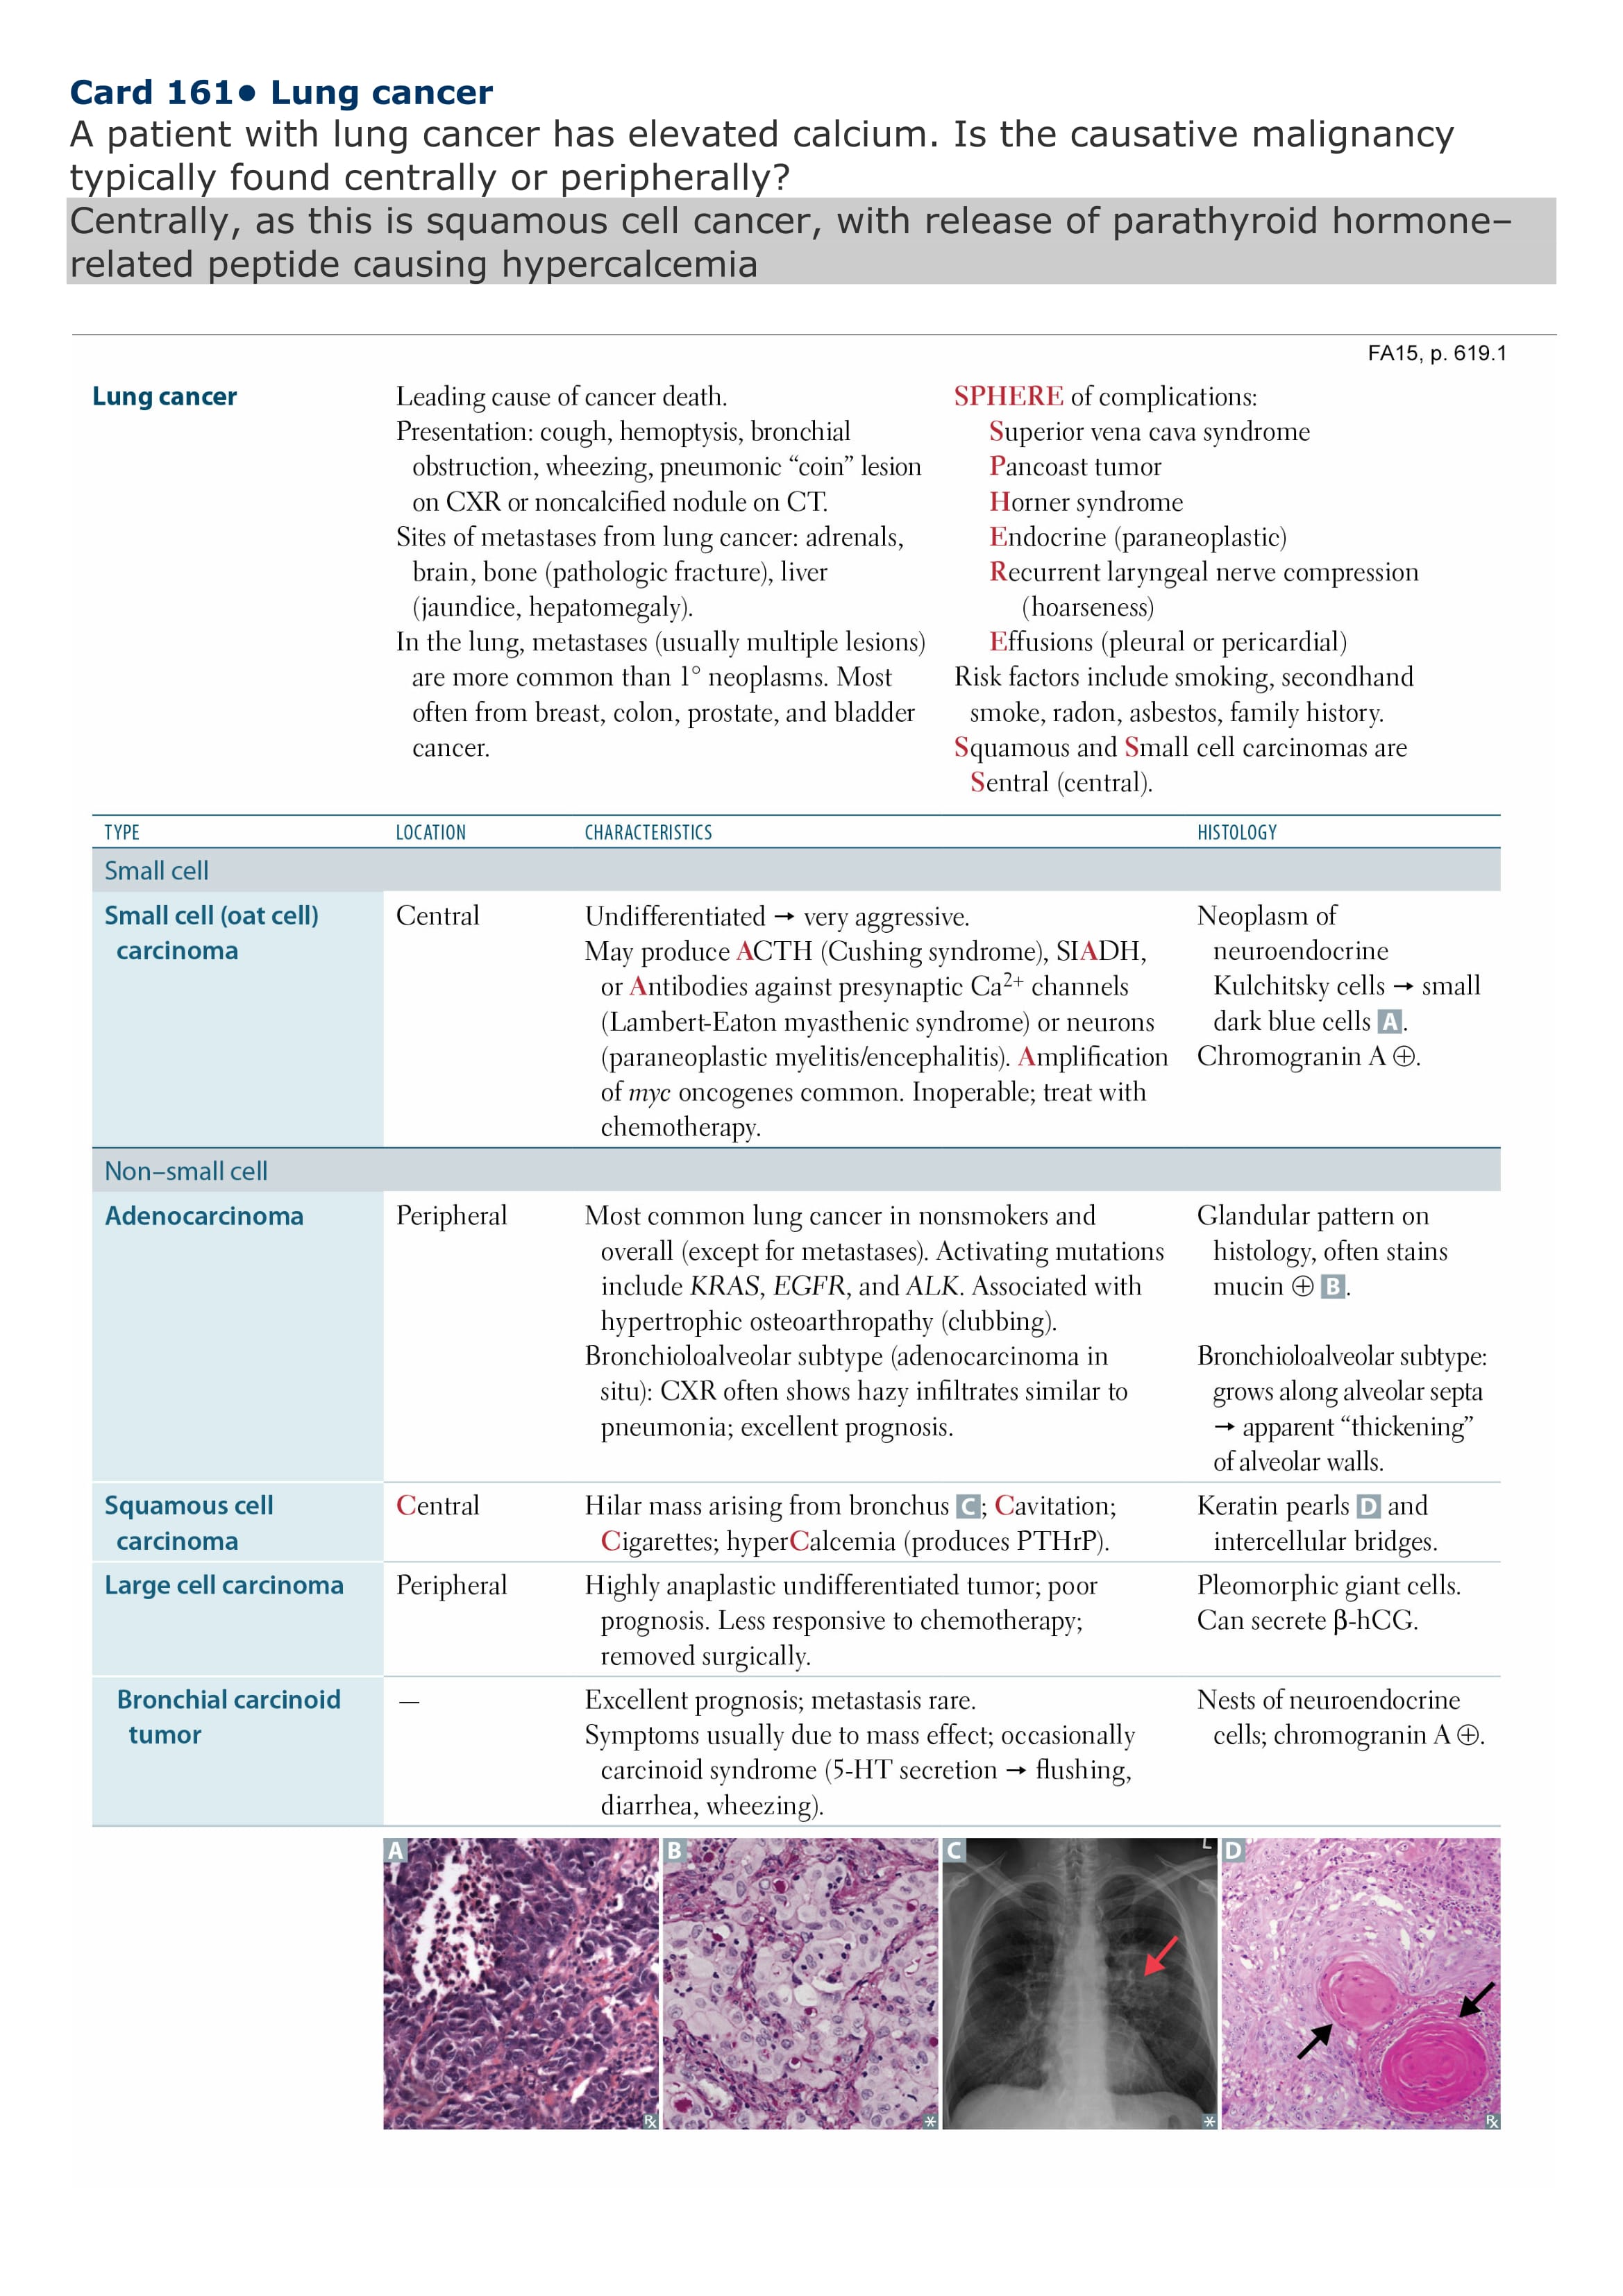 Card 161• Lung cancer
A patient with lung cancer has elevated calcium. Is the causative malignancy
typically found centrally or peripherally?
Centrally, as this is squamous cell cancer, with release of parathyroid hormone–
related peptide causing hypercalcemia
FA15, p. 619.1
Lung cancer
Leading cause of cancer death.
Presentation: cough, hemoptysis, bronchial
obstruction, wheezing, pneumonic “coin” lesion
on CXR or noncalcified nodule on CT.
Sites of metastases from lung cancer: adrenals,
brain, bone (pathologic fracture), liver
(jaundice, hepatomegaly).
In the lung, metastases (usually multiple lesions)
are more common than 1° neoplasms. Most
often from breast, colon, prostate, and bladder
cancer.
SPHERE of complications:
Superior vena cava syndrome
Pancoast tumor
Horner syndrome
Endocrine (paraneoplastic)
Recurrent laryngeal nerve compression
(hoarseness)
Effusions (pleural or pericardial)
Risk factors include smoking, secondhand
smoke, radon, asbestos, family history.
Squamous and Small cell carcinomas are
Sentral (central).
TYPE LOCATION CHARACTERISTICS HISTOLOGY
Small cell
Small cell (oat cell)
carcinoma
Central
Undifferentiated → very aggressive.
May produce ACTH (Cushing syndrome), SIADH,
or Antibodies against presynaptic Ca2+ channels
(Lambert-Eaton myasthenic syndrome) or neurons
(paraneoplastic myelitis/encephalitis). Amplification
of myc oncogenes common. Inoperable; treat with
chemotherapy.
Neoplasm of
neuroendocrine
Kulchitsky cells → small
dark blue cells A.
Chromogranin A ⊕.
Non–small cell
Adenocarcinoma
Peripheral
Most common lung cancer in nonsmokers and
overall (except for metastases). Activating mutations
include KRAS, EGFR, and ALK. Associated with
hypertrophic osteoarthropathy (clubbing).
Bronchioloalveolar subtype (adenocarcinoma in
situ): CXR often shows hazy infiltrates similar to
pneumonia; excellent prognosis.
Glandular pattern on
histology, often stains
mucin ⊕ B.
Bronchioloalveolar subtype:
grows along alveolar septa
→ apparent “thickening”
of alveolar walls.
Squamous cell
carcinoma
Central
Hilar mass arising from bronchus C; Cavitation;
Cigarettes; hyperCalcemia (produces PTHrP).
Keratin pearls D and
intercellular bridges.
Large cell carcinoma
Peripheral
Highly anaplastic undifferentiated tumor; poor
prognosis. Less responsive to chemotherapy;
removed surgically.
Pleomorphic giant cells.
Can secrete β-hCG.
Bronchial carcinoid
tumor
—
Excellent prognosis; metastasis rare.
Symptoms usually due to mass effect; occasionally
carcinoid syndrome (5-HT secretion → flushing,
diarrhea, wheezing).
Nests of neuroendocrine
cells; chromogranin A ⊕.
A B C L D
℞ * * ℞